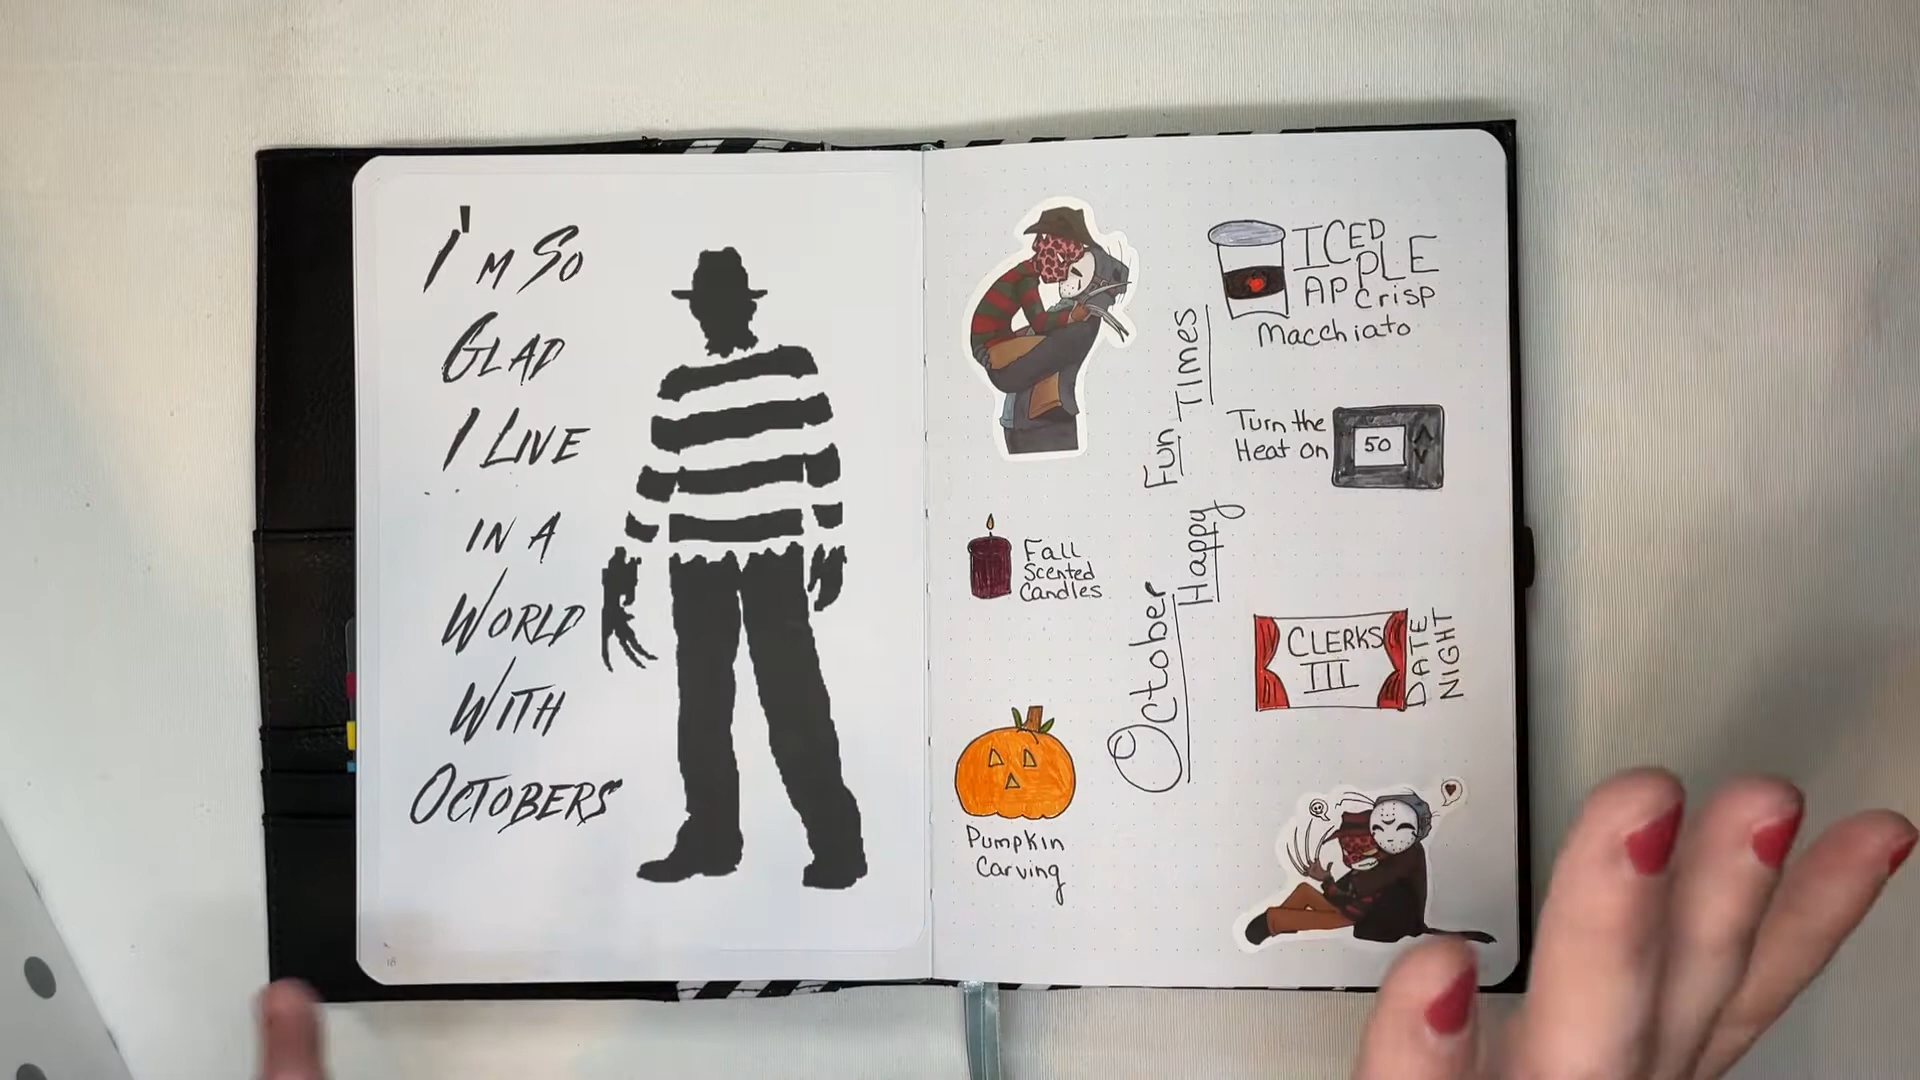 I'm So
Glad
I Live
in a
World
With
Octobers
18
October
Happy
Fun Times
ICED
APPLE
Crisp
Macchiato
Turn the
Heat on
50
Fall
Scented
Candles
CLERKS
III
DATE
NIGHT
Pumpkin
Carving